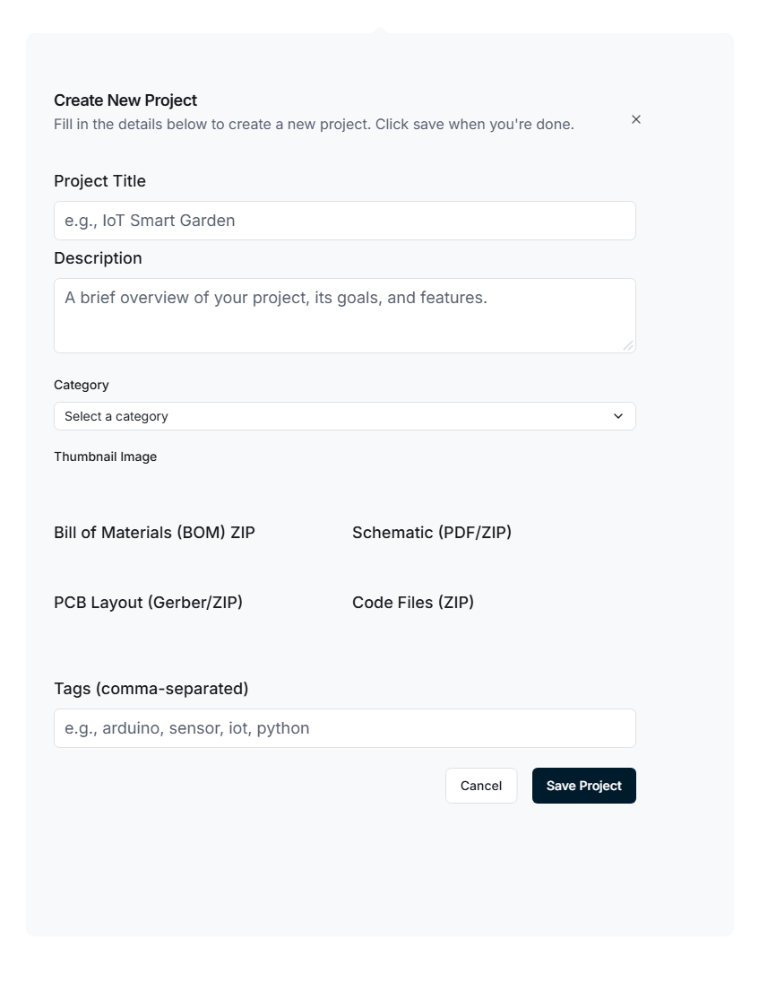 Create New Project
Fill in the details below to create a new project. Click save when you're done.
Project Title
e.g., IoT Smart Garden
Description
A brief overview of your project, its goals, and features.
Category
Select a category
Thumbnail Image
Bill of Materials (BOM) ZIP
Schematic (PDF/ZIP)
PCB Layout (Gerber/ZIP)
Code Files (ZIP)
Tags (comma-separated)
e.g., arduino, sensor, iot, python
Cancel
Save Project